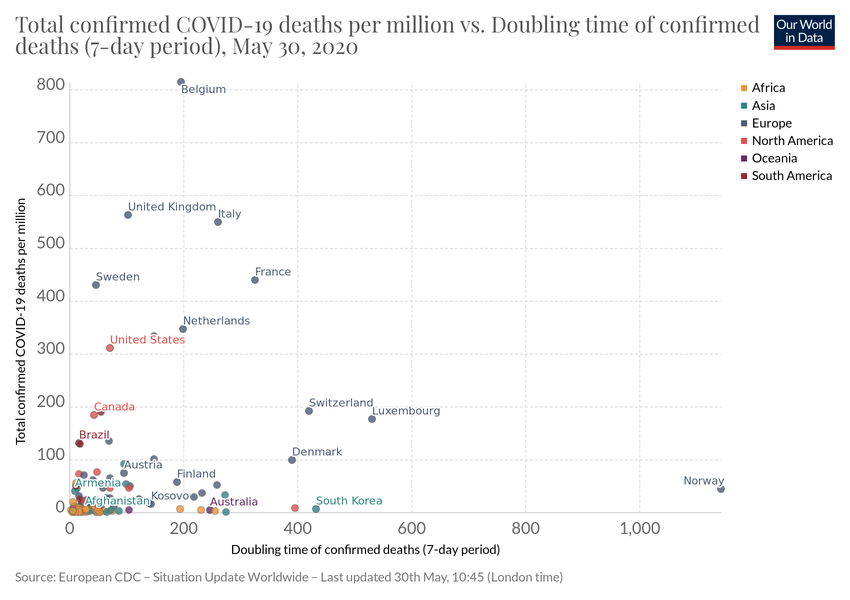 Total confirmed COVID-19 deaths per million vs. Doubling time of confirmed
deaths (7-day period), May 30, 2020
Our World
in Data
Total confirmed COVID-19 deaths per million
800
700
600
500
400
300
200
100
0
Belgium
United Kingdom
Italy
Sweden
France
Netherlands
United States
Canada
Switzerland
Luxembourg
Brazil
Denmark
Austria
Finland
Norway
Armenia
Kosovo
Afghanistan
Australia
South Korea
0
200
400
600
800
1,000
Doubling time of confirmed deaths (7-day period)
Africa
Asia
Europe
North America
Oceania
South America
Source: European CDC – Situation Update Worldwide – Last updated 30th May, 10:45 (London time)